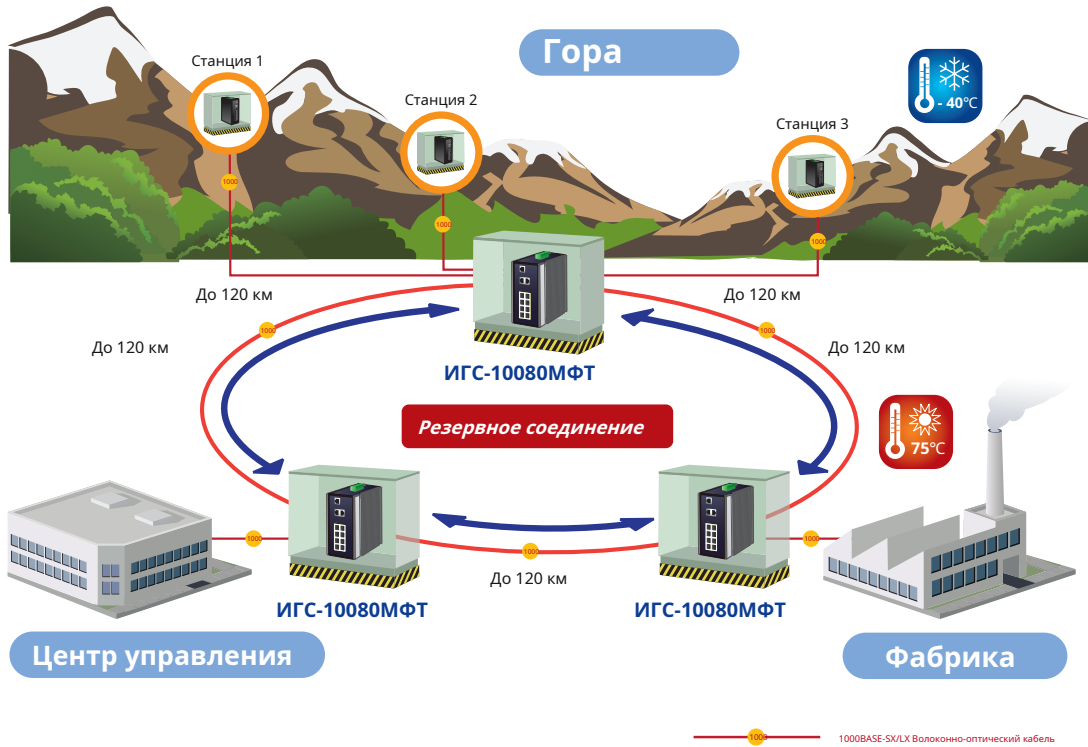 Гора
Станция 1
Станция 2
Станция 3
- 40°C
1000
1000
1000
До 120 км
До 120 км
1000
1000
До 120 км
До 120 км
ИГС-10080МФТ
Резервное соединение
75°C
1000
1000
1000
До 120 км
ИГС-10080МФТ
ИГС-10080МФТ
Центр управления
Фабрика
1000
1000BASE-SX/LX Волоконно-оптический кабель